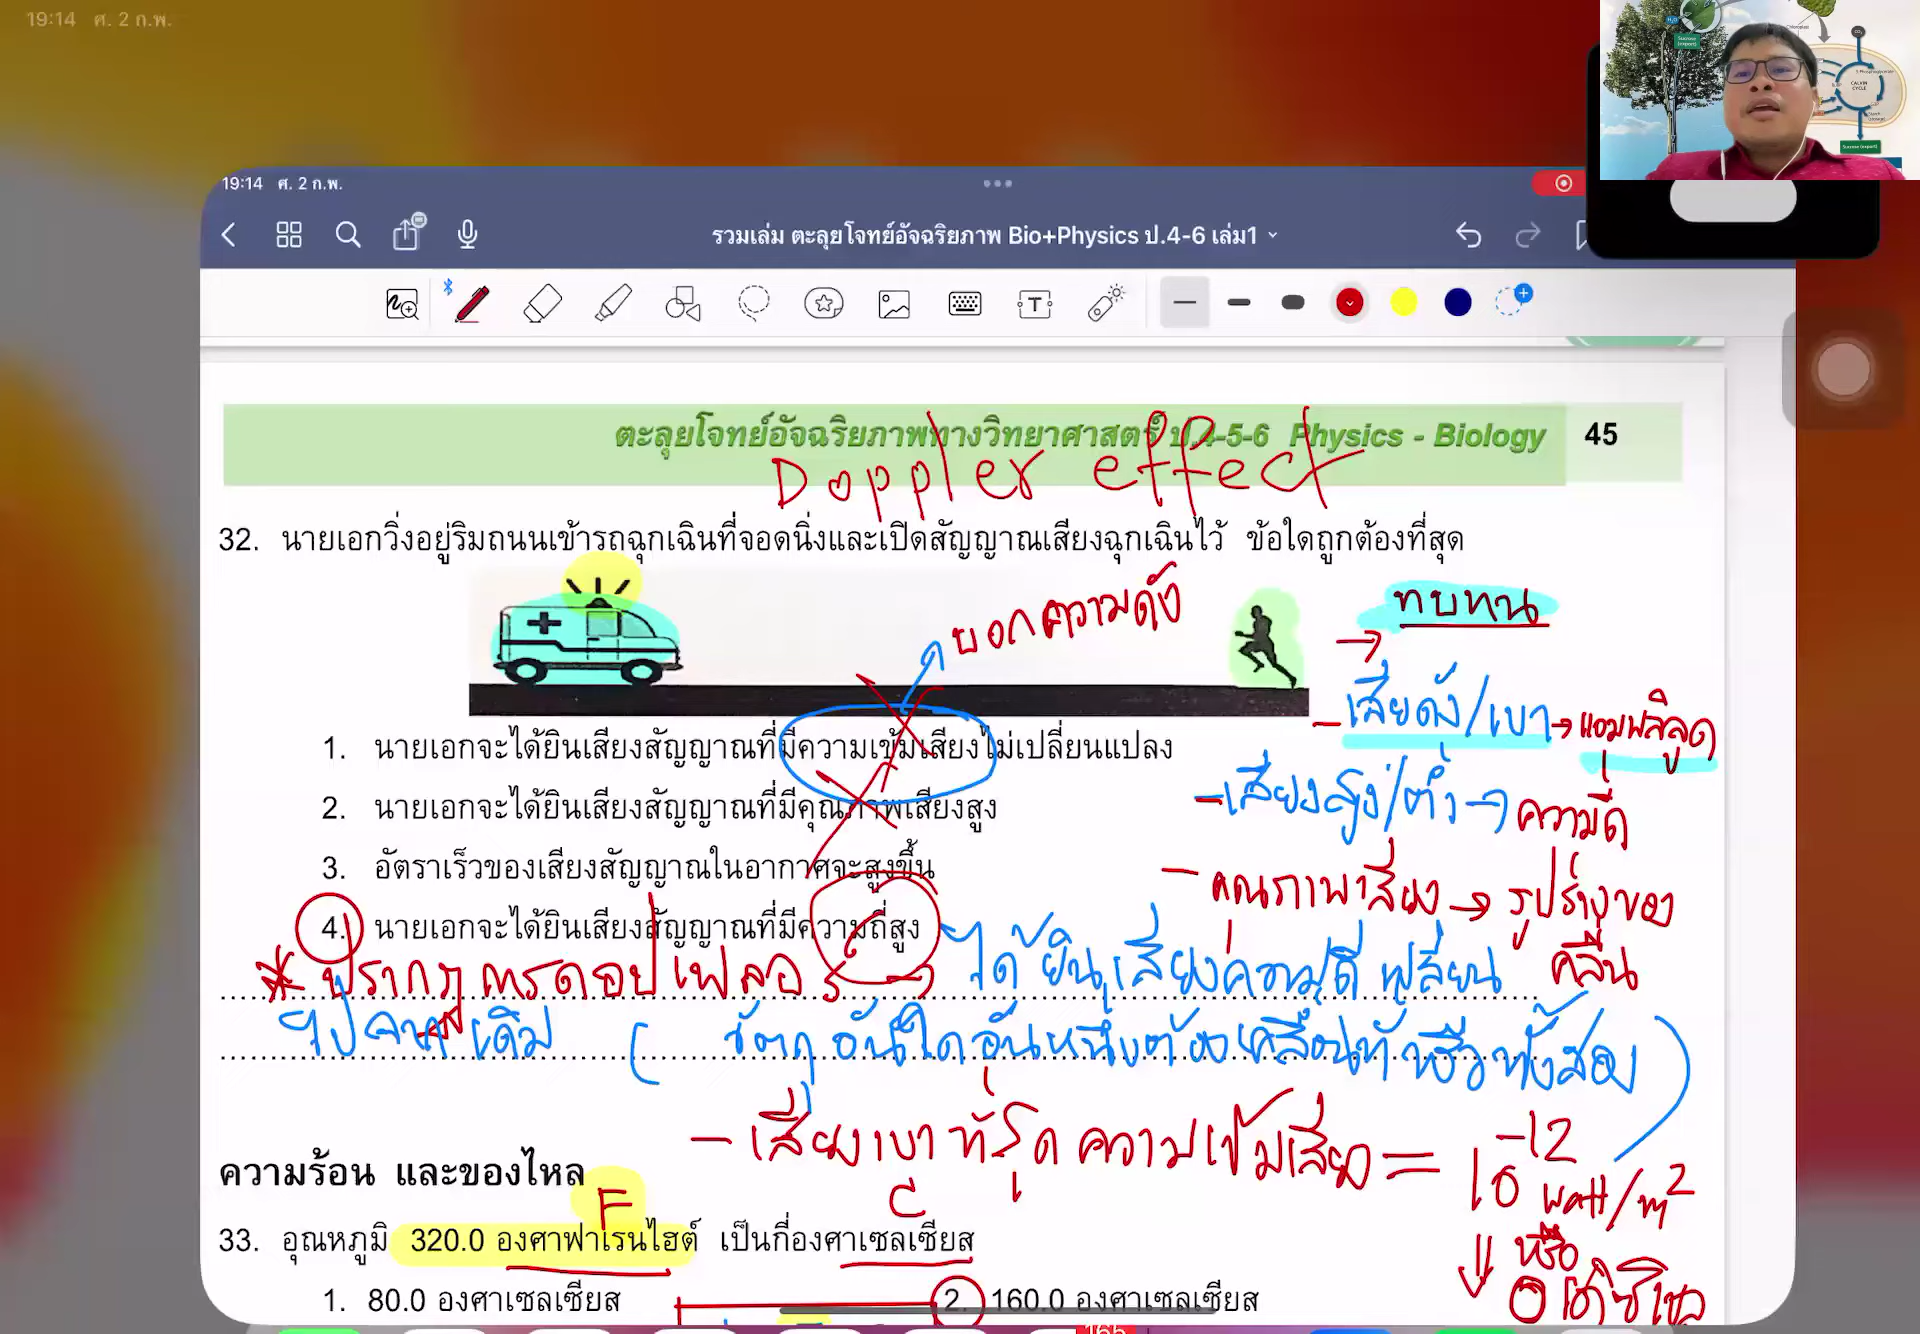 19:14 ศ. 2 ก.พ.
19:14 ศ. 2 ก.พ.
รวมเล่ม ตะลุยโจทย์อัจฉริยภาพ Bio+Physics ป.4-6 เล่ม1
ตะลุยโจทย์อัจฉริยภาพทางวิทยาศาสตร์ ป.4-5-6 Physics - Biology 45
Doppler effect
32. นายเอกวิ่งอยู่ริมถนนเข้ารถฉุกเฉินที่จอดนิ่งและเปิดสัญญาณเสียงฉุกเฉินไว้ ข้อใดถูกต้องที่สุด
บอกความดัง
ทบทวน
- เสียดัง/เบา → แอมพลิจูด
1. นายเอกจะได้ยินเสียงสัญญาณที่มีความเข้มเสียงไม่เปลี่ยนแปลง
- เสียงสูง/ต่ำ → ความถี่
2. นายเอกจะได้ยินเสียงสัญญาณที่มีคุณภาพเสียงสูง
3. อัตราเร็วของเสียงสัญญาณในอากาศจะสูงขึ้น
- คุณภาพเสียง → รูปร่างของ
คลื่น
4. นายเอกจะได้ยินเสียงสัญญาณที่มีความถี่สูง
* ปรากฏการดอปเพลอร์ → ได้ยินเสียงความถี่เปลี่ยน
ไปจากเดิม ( วัตถุอันใดอันหนึ่งต้องเคลื่อนที่หรือทั้งสอง )
- เสียงเบาที่สุด ความเข้มเสียง = 10-12 watt/m2
ความร้อน และของไหล
F C
หรือ
33. อุณหภูมิ 320.0 องศาฟาเรนไฮต์ เป็นกี่องศาเซลเซียส
0 เดซิเบล
1. 80.0 องศาเซลเซียส 2. 160.0 องศาเซลเซียส